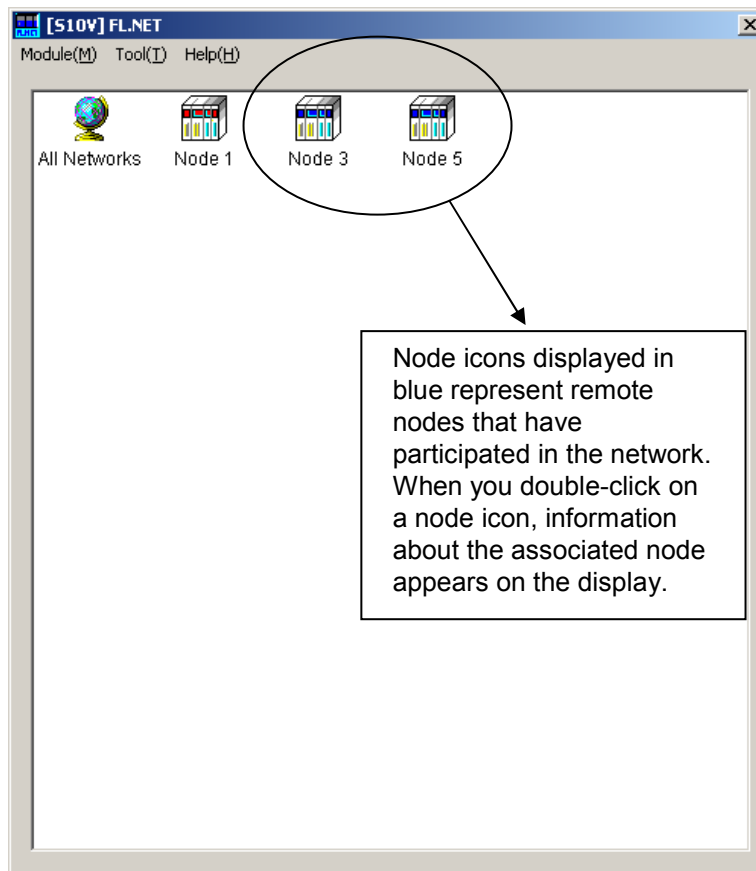 [S10V] FL.NET
Module(M) Tool(T) Help(H)
All Networks Node 1 Node 3 Node 5
Node icons displayed in
blue represent remote
nodes that have
participated in the network.
When you double-click on
a node icon, information
about the associated node
appears on the display.